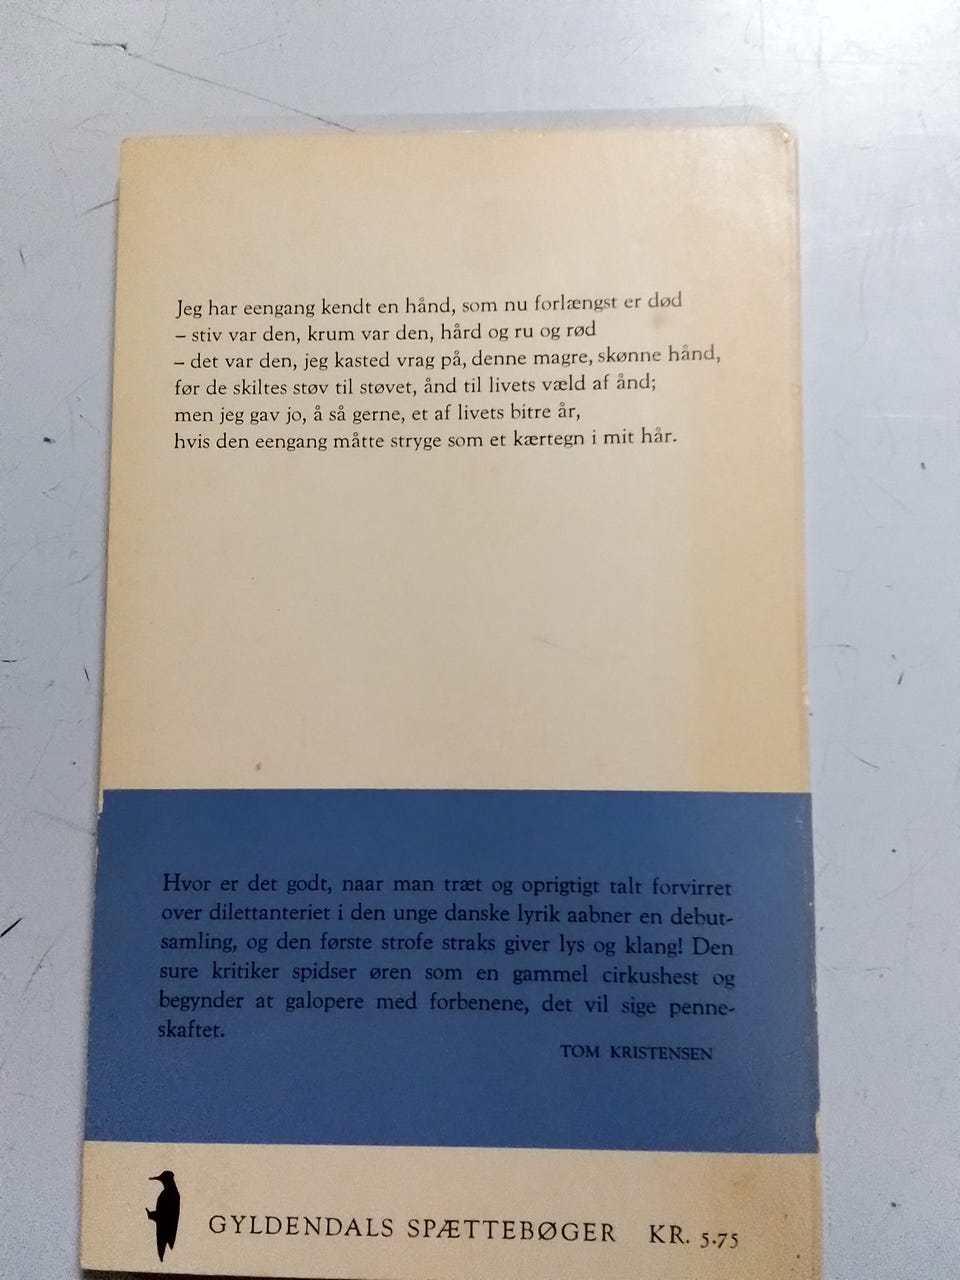 Jeg har eengang kendt en hånd, som nu forlængst er død
– stiv var den, krum var den, hård og ru og rød
– det var den, jeg kasted vrag på, denne magre, skønne hånd,
før de skiltes støv til støvet, ånd til livets væld af ånd;
men jeg gav jo, å så gerne, et af livets bitre år,
hvis den eengang måtte stryge som et kærtegn i mit hår.
Hvor er det godt, naar man træt og oprigtigt talt forvirret
over dilettanteriet i den unge danske lyrik aabner en debut-
samling, og den første strofe straks giver lys og klang! Den
sure kritiker spidser øren som en gammel cirkushest og
begynder at galopere med forbenene, det vil sige penne-
skaftet.
TOM KRISTENSEN
GYLDENDALS SPÆTTEBØGER KR. 5.75